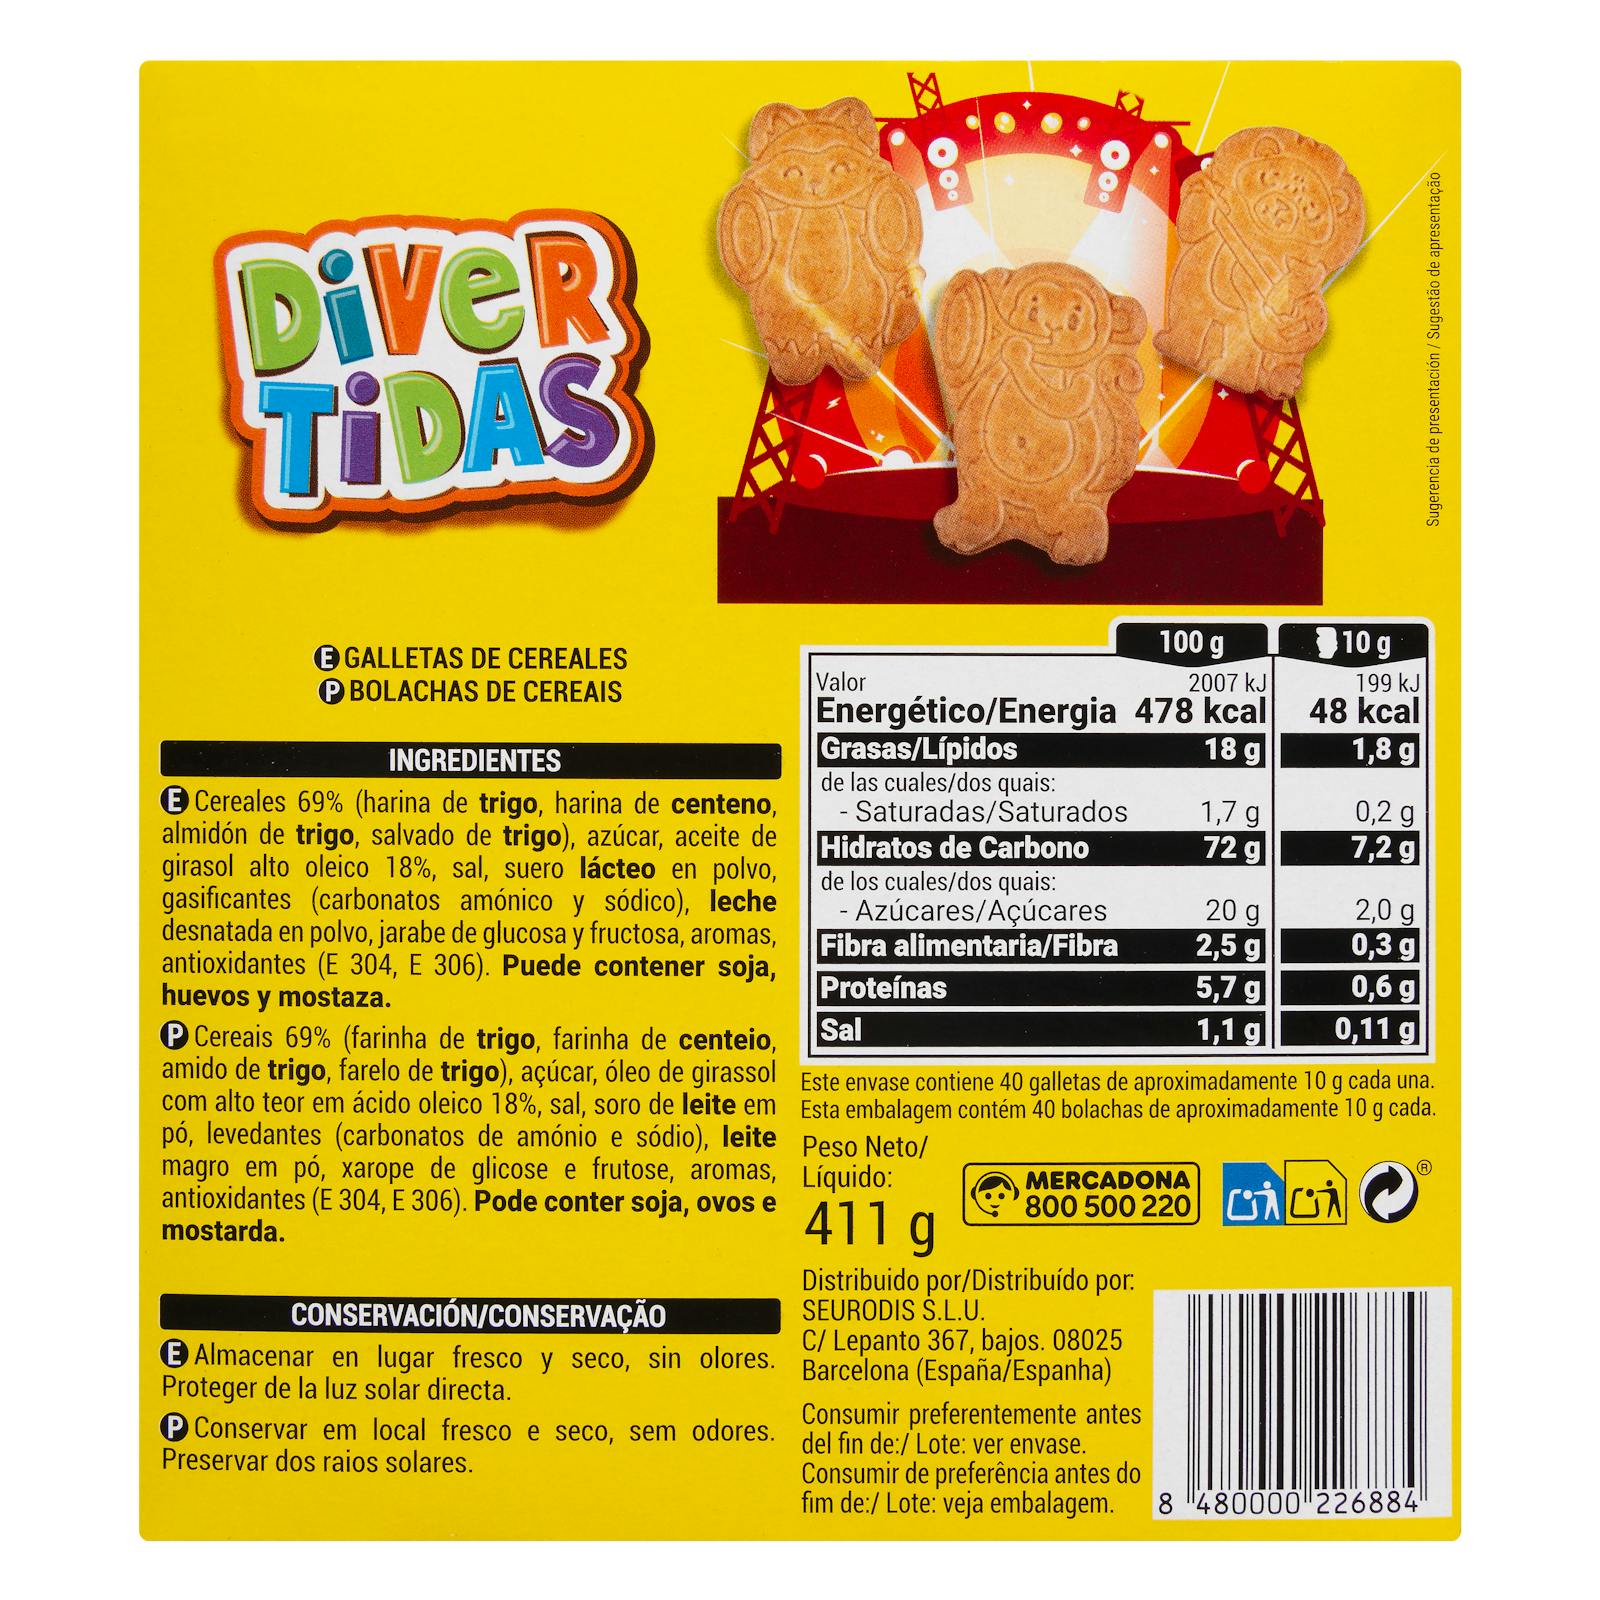 DiVeR
TiDAS
Sugerencia de presentación / Sugestão de apresentação
E GALLETAS DE CEREALES
P BOLACHAS DE CEREAIS
INGREDIENTES
E Cereales 69% (harina de trigo, harina de centeno,
almidón de trigo, salvado de trigo), azúcar, aceite de
girasol alto oleico 18%, sal, suero lácteo en polvo,
gasificantes (carbonatos amónico y sódico), leche
desnatada en polvo, jarabe de glucosa y fructosa, aromas,
antioxidantes (E 304, E 306). Puede contener soja,
huevos y mostaza.
P Cereais 69% (farinha de trigo, farinha de centeio,
amido de trigo, farelo de trigo), açúcar, óleo de girassol
com alto teor em ácido oleico 18%, sal, soro de leite em
pó, levedantes (carbonatos de amónio e sódio), leite
magro em pó, xarope de glicose e frutose, aromas,
antioxidantes (E 304, E 306). Pode conter soja, ovos e
mostarda.
CONSERVACIÓN/CONSERVAÇÃO
E Almacenar en lugar fresco y seco, sin olores.
Proteger de la luz solar directa.
P Conservar em local fresco e seco, sem odores.
Preservar dos raios solares.
100 g 10 g
Valor 2007 kJ 199 kJ
Energético/Energia 478 kcal 48 kcal
Grasas/Lípidos 18 g 1,8 g
de las cuales/dos quais:
- Saturadas/Saturados 1,7 g 0,2 g
Hidratos de Carbono 72 g 7,2 g
de los cuales/dos quais:
- Azúcares/Açúcares 20 g 2,0 g
Fibra alimentaria/Fibra 2,5 g 0,3 g
Proteínas 5,7 g 0,6 g
Sal 1,1 g 0,11 g
Este envase contiene 40 galletas de aproximadamente 10 g cada una.
Esta embalagem contém 40 bolachas de aproximadamente 10 g cada.
Peso Neto/
Líquido:
411 g
MERCADONA
800 500 220
®
Distribuido por/Distribuído por:
SEURODIS S.L.U.
C/ Lepanto 367, bajos. 08025
Barcelona (España/Espanha)
Consumir preferentemente antes
del fin de:/ Lote: ver envase.
Consumir de preferência antes do
fim de:/ Lote: veja embalagem.
8 480000 226884